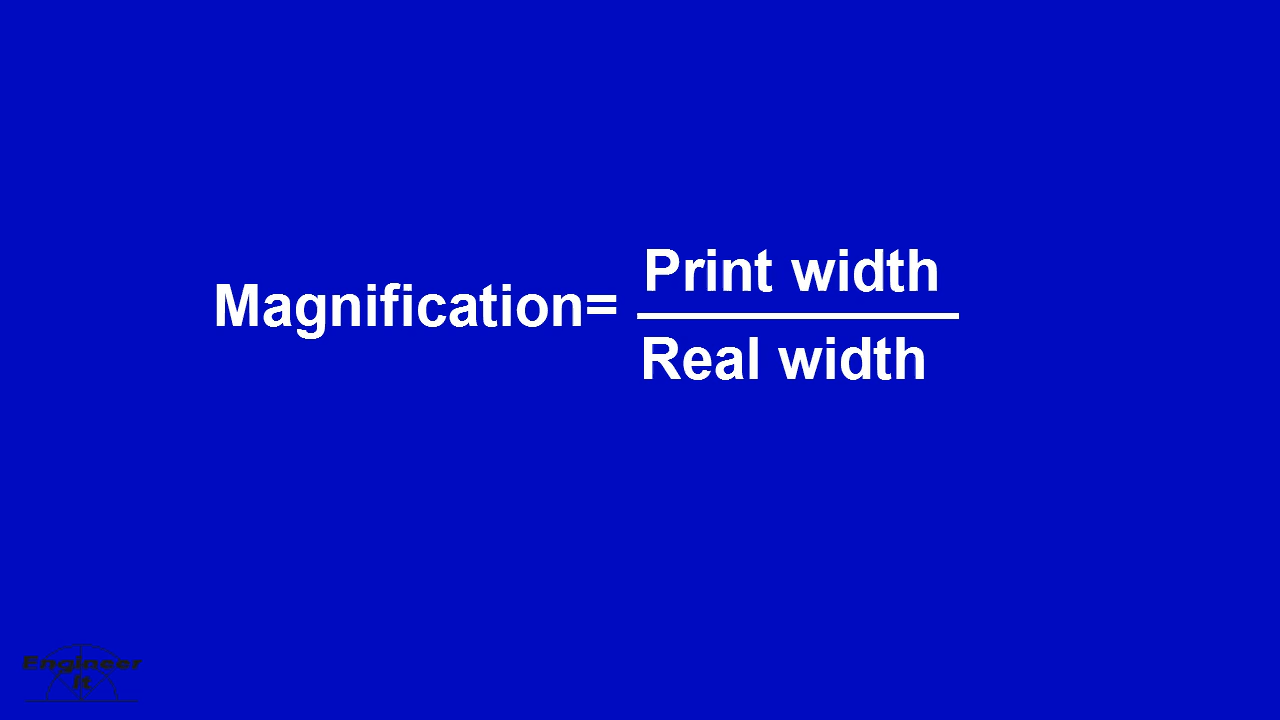 Magnification=
Print width
Real width
Engineer
It